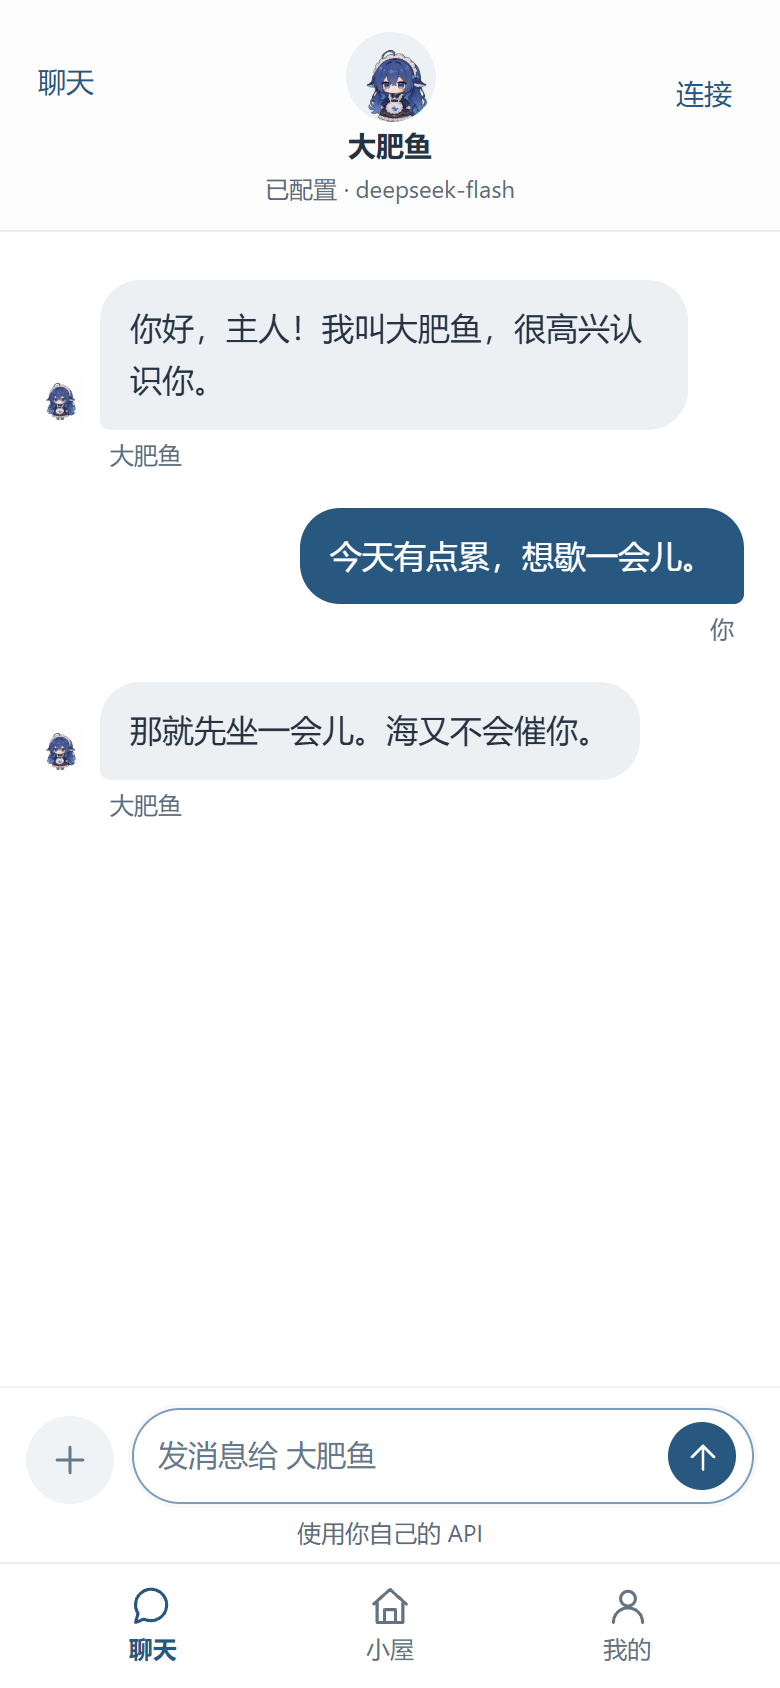 聊天
大肥鱼
已配置 · deepseek-flash
连接
你好，主人！我叫大肥鱼，很高兴认
识你。
大肥鱼
今天有点累，想歇一会儿。
你
那就先坐一会儿。海又不会催你。
大肥鱼
发消息给 大肥鱼
使用你自己的 API
聊天
小屋
我的